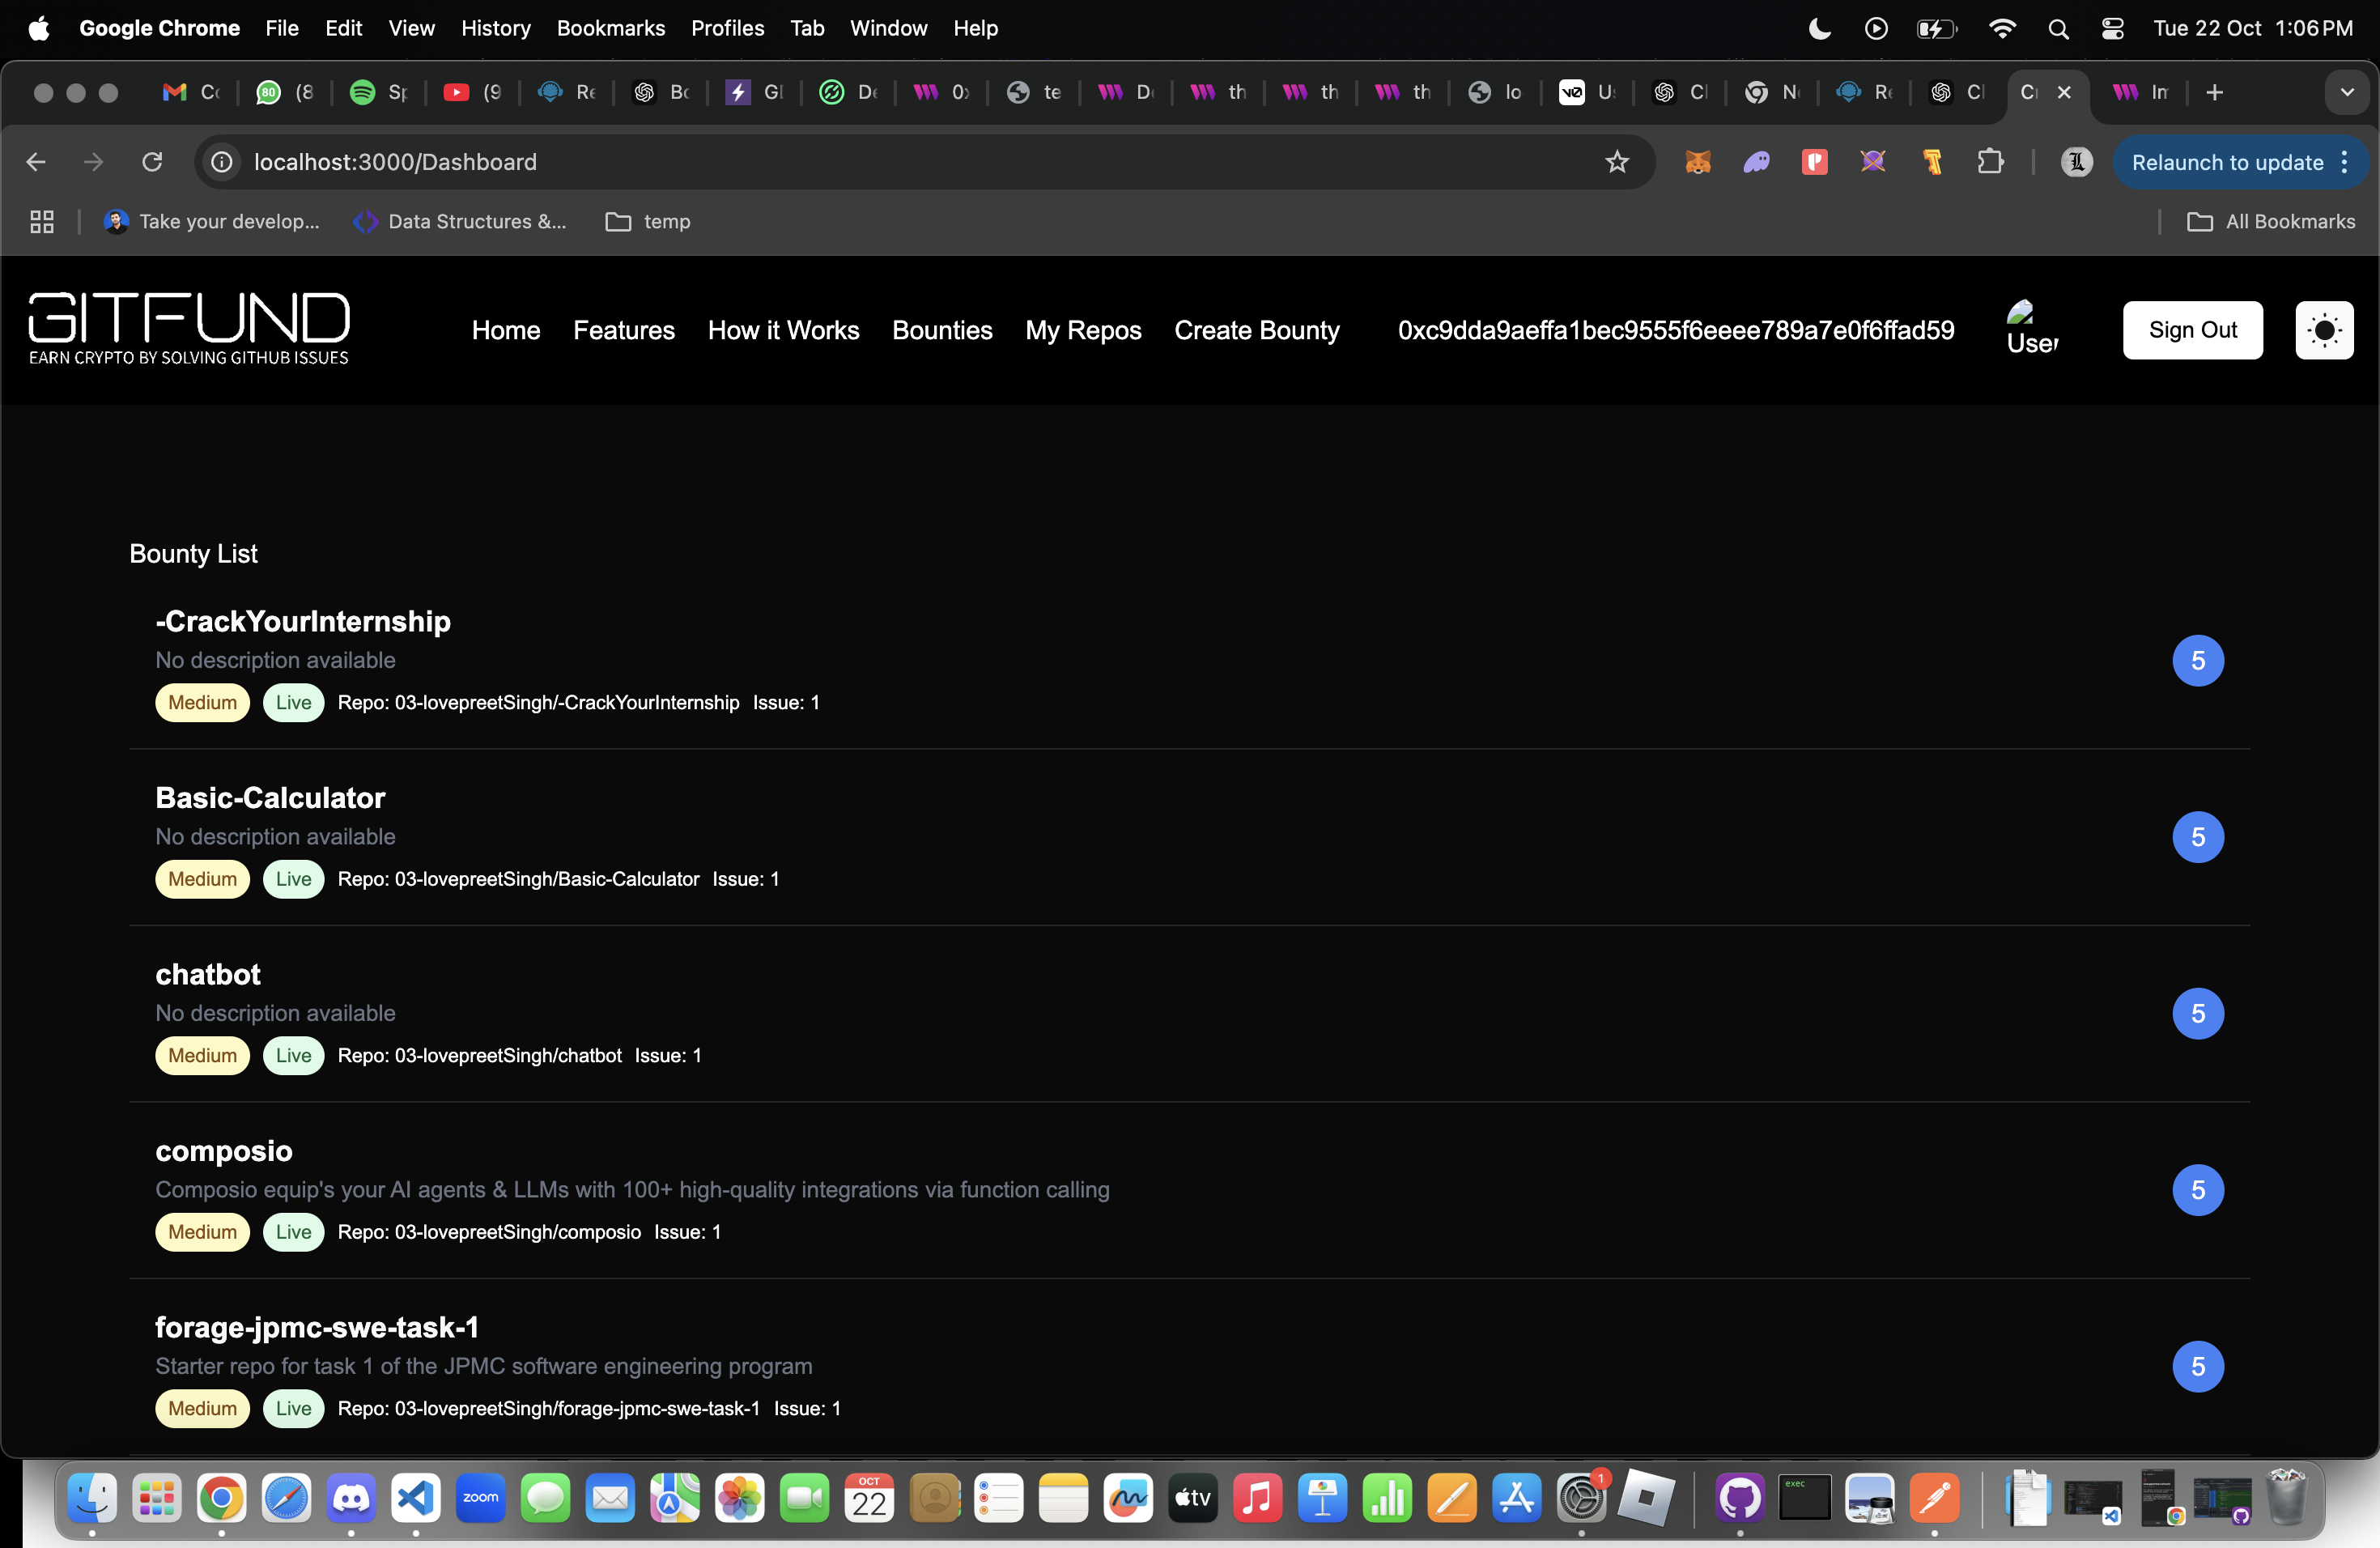 Google Chrome File Edit View History Bookmarks Profiles Tab Window Help Tue 22 Oct 1:06 PM
80 (8 Sp (9 Re Bo Gl De 0x te De th th th lo v0 Cl Re Cl Im
localhost:3000/Dashboard
Relaunch to update
Take your develop... Data Structures &... temp All Bookmarks
GITFUND
EARN CRYPTO BY SOLVING GITHUB ISSUES
Home Features How it Works Bounties My Repos Create Bounty 0xc9dda9aeffa1bec9555f6eeee789a7e0f6ffad59 User Sign Out
Bounty List
-CrackYourInternship
No description available
5
Medium Live Repo: 03-lovepreetSingh/-CrackYourInternship Issue: 1
Basic-Calculator
No description available
5
Medium Live Repo: 03-lovepreetSingh/Basic-Calculator Issue: 1
chatbot
No description available
5
Medium Live Repo: 03-lovepreetSingh/chatbot Issue: 1
composio
Composio equip's your AI agents & LLMs with 100+ high-quality integrations via function calling
5
Medium Live Repo: 03-lovepreetSingh/composio Issue: 1
forage-jpmc-swe-task-1
Starter repo for task 1 of the JPMC software engineering program
5
Medium Live Repo: 03-lovepreetSingh/forage-jpmc-swe-task-1 Issue: 1
zoom OCT 22 tv 1 exec